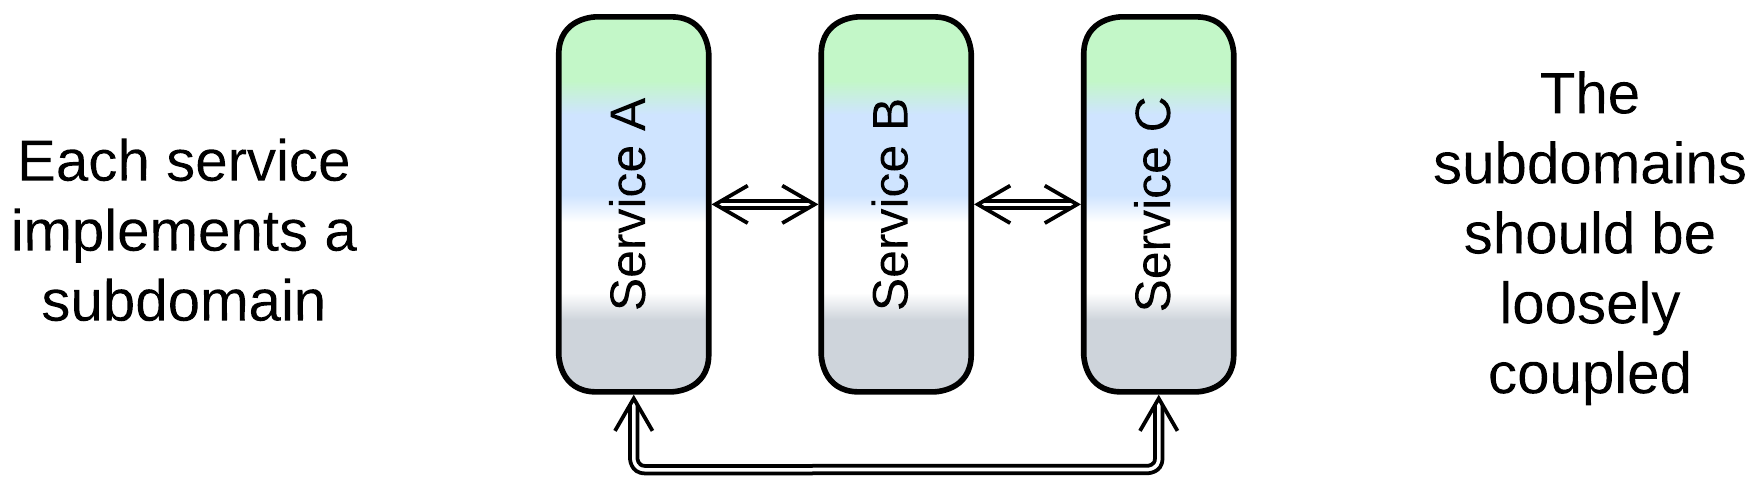 Each service
implements a
subdomain
Service A
Service B
Service C
The
subdomains
should be
loosely
coupled